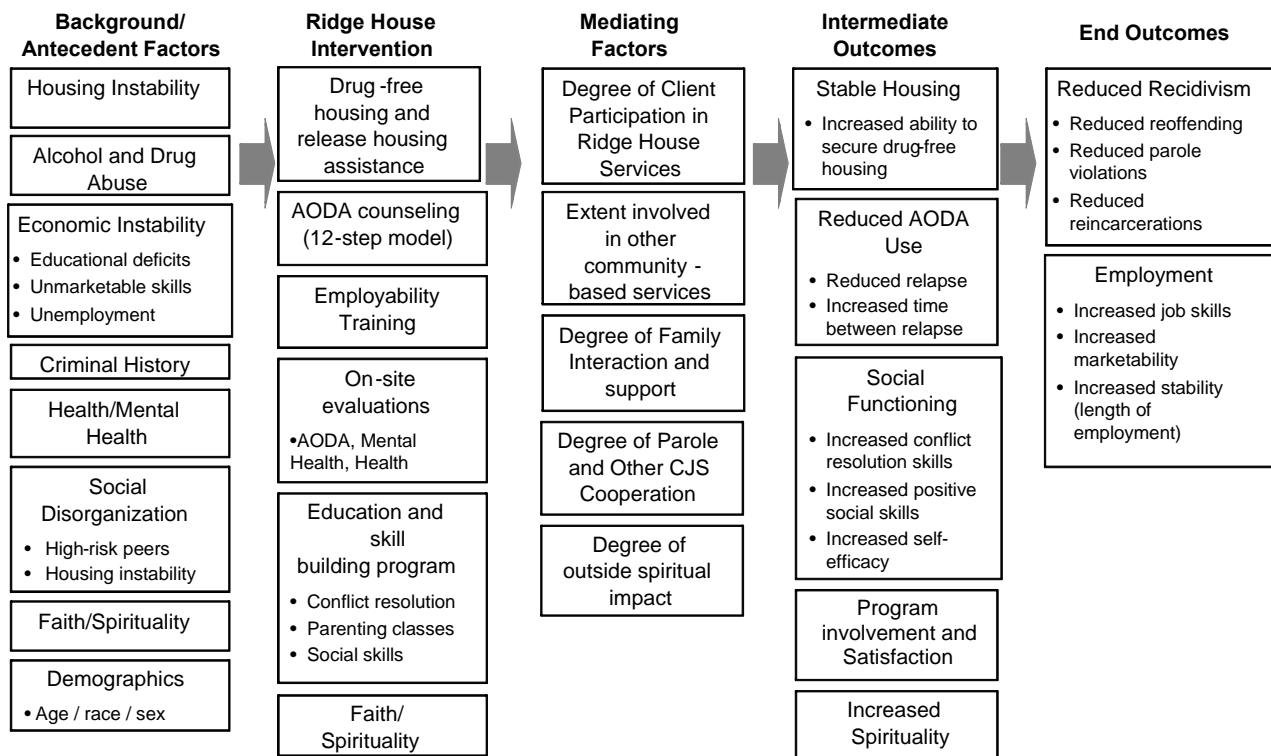 Background/
Antecedent Factors
Housing Instability
Alcohol and Drug
Abuse
Economic Instability
• Educational deficits
• Unmarketable skills
• Unemployment
Criminal History
Health/Mental
Health
Social
Disorganization
• High-risk peers
• Housing instability
Faith/Spirituality
Demographics
• Age / race / sex
Ridge House
Intervention
Drug -free
housing and
release housing
assistance
AODA counseling
(12-step model)
Employability
Training
On-site
evaluations
•AODA, Mental
Health, Health
Education and
skill
building program
• Conflict resolution
• Parenting classes
• Social skills
Faith/
Spirituality
Mediating
Factors
Degree of Client
Participation in
Ridge House
Services
Extent involved
in other
community -
based services
Degree of Family
Interaction and
support
Degree of Parole
and Other CJS
Cooperation
Degree of
outside spiritual
impact
Intermediate
Outcomes
Stable Housing
• Increased ability to
secure drug-free
housing
Reduced AODA
Use
• Reduced relapse
• Increased time
between relapse
Social
Functioning
• Increased conflict
resolution skills
• Increased positive
social skills
• Increased self-
efficacy
Program
involvement and
Satisfaction
Increased
Spirituality
End Outcomes
Reduced Recidivism
• Reduced reoffending
• Reduced parole
violations
• Reduced
reincarcerations
Employment
• Increased job skills
• Increased
marketability
• Increased stability
(length of
employment)